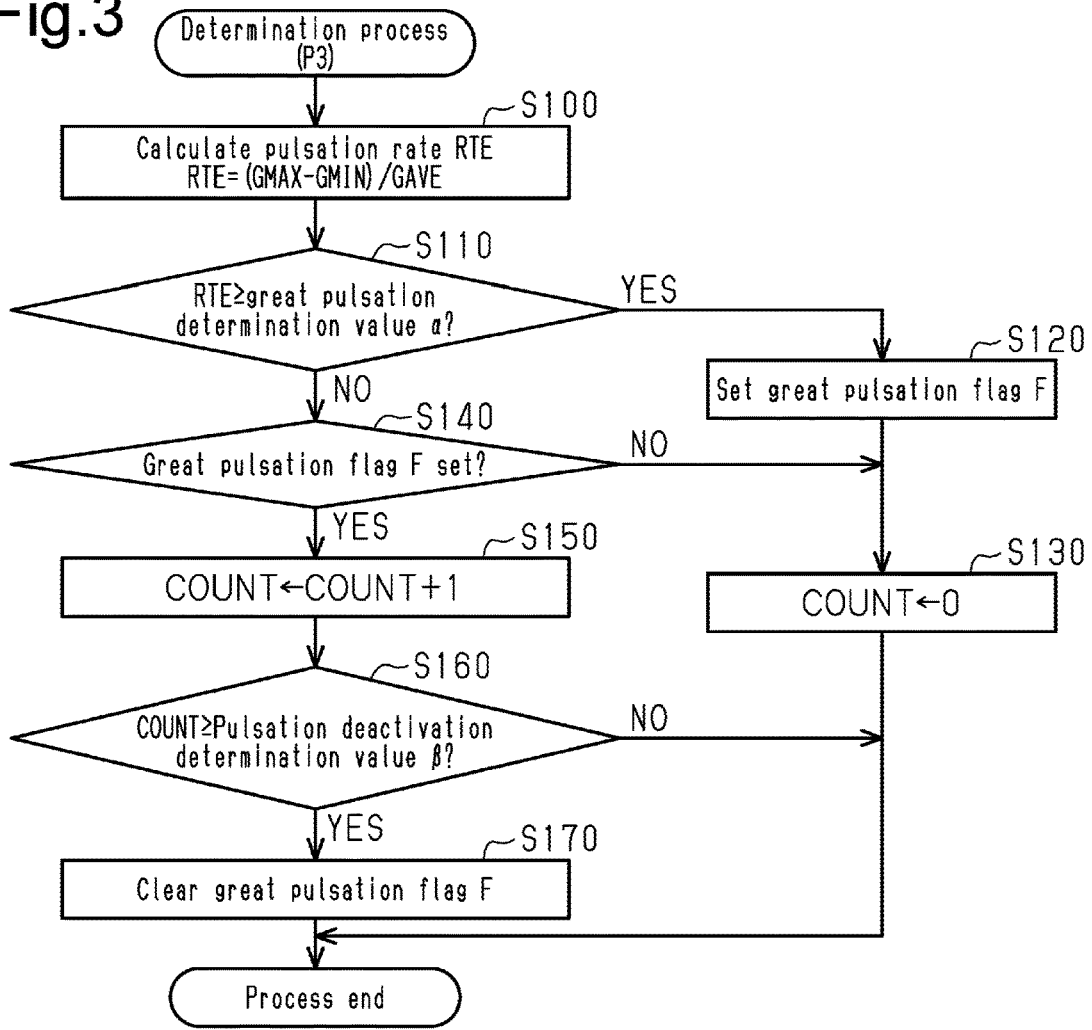 Fig.3
Determination process
(P3)
S100
Calculate pulsation rate RTE
RTE=(GMAX-GMIN)/GAVE
S110
RTE≥great pulsation
determination value α?
YES
NO
S120
Set great pulsation flag F
S140
Great pulsation flag F set?
NO
YES
S150
COUNT←COUNT+1
S130
COUNT←0
S160
COUNT≥Pulsation deactivation
determination value β?
NO
YES
S170
Clear great pulsation flag F
Process end